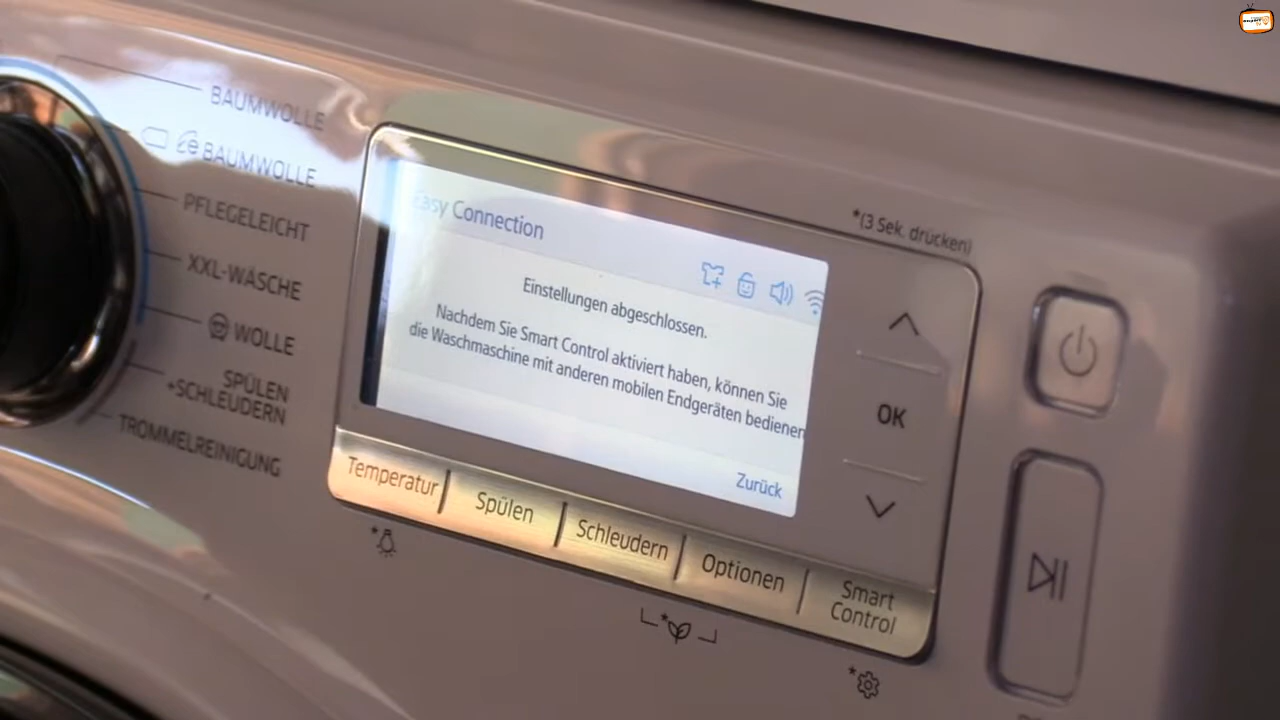 BAUMWOLLE
BAUMWOLLE
PFLEGELEICHT
XXL-WÄSCHE
WOLLE
SPÜLEN
+SCHLEUDERN
TROMMELREINIGUNG
Easy Connection
Einstellungen abgeschlossen.
Nachdem Sie Smart Control aktiviert haben, können Sie
die Waschmaschine mit anderen mobilen Endgeräten bedienen
Zurück
*(3 Sek. drücken)
OK
Temperatur
Spülen
Schleudern
Optionen
Smart
Control